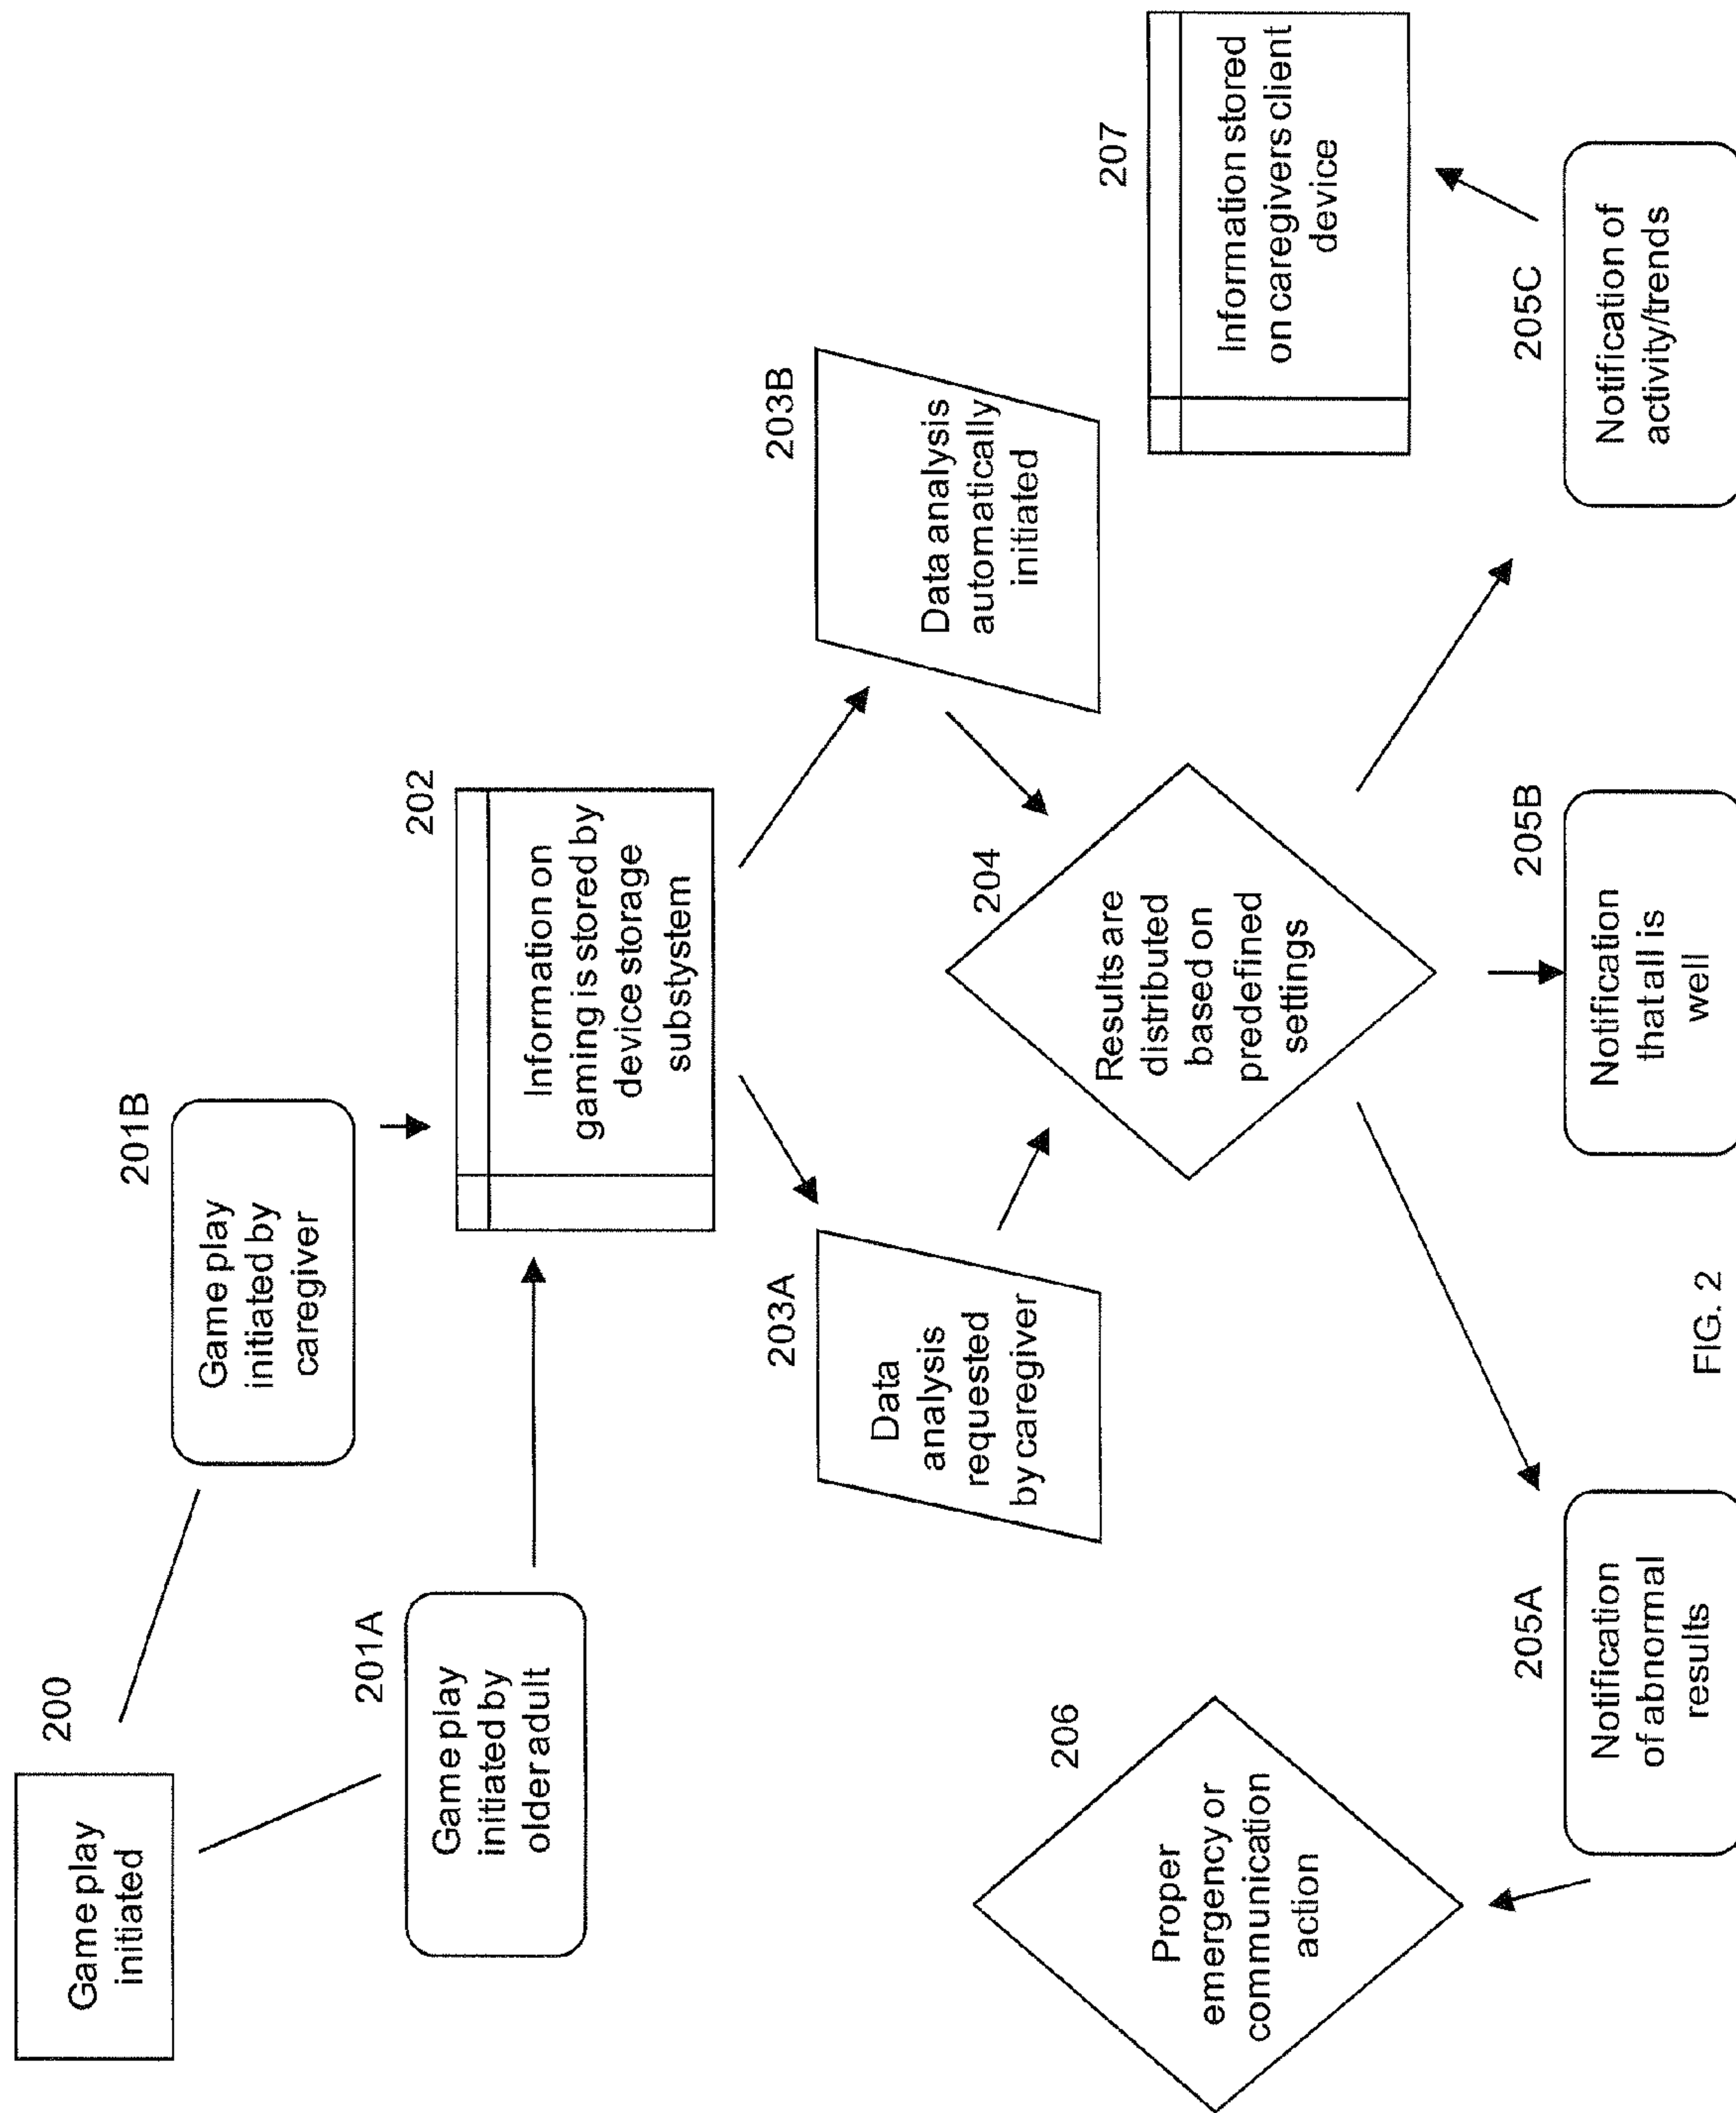 200
Game play
initiated
201A
Game play
initiated by
older adult
201B
Game play
initiated by
caregiver
202
Information on
gaming is stored by
device storage
substystem
203A
Data
analysis
requested
by caregiver
203B
Data analysis
automatically
initiated
204
Results are
distributed
based on
predefined
settings
206
Proper
emergency or
communication
action
207
Information stored
on caregivers client
device
205A
Notification
of abnormal
results
205B
Notification
that all is
well
205C
Notification of
activity/trends
FIG. 2